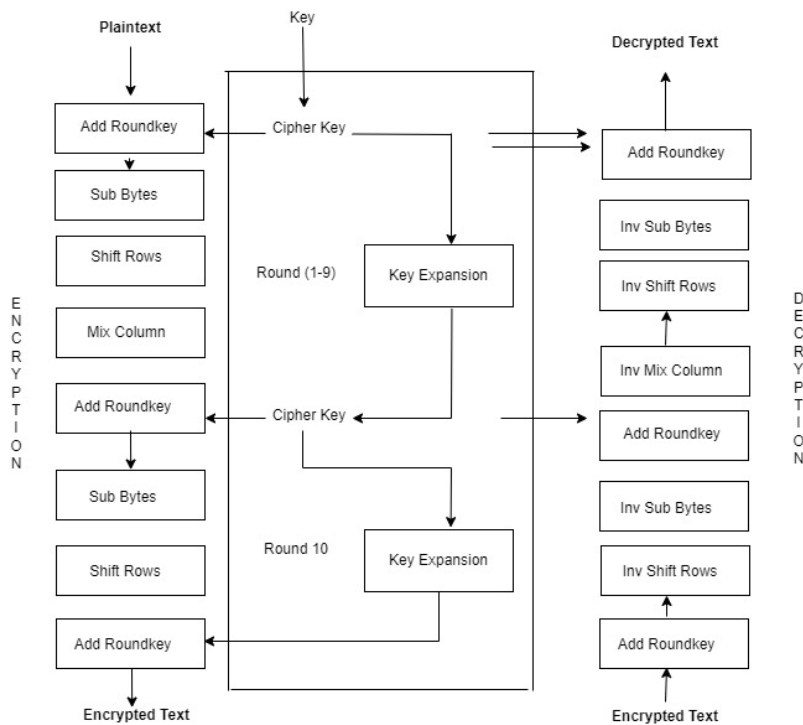 Plaintext
Add Roundkey
Sub Bytes
Shift Rows
Mix Column
Add Roundkey
Sub Bytes
Shift Rows
Add Roundkey
Encrypted Text
ENCRYPTION
Key
Cipher Key
Round (1-9)
Key Expansion
Cipher Key
Round 10
Key Expansion
Decrypted Text
Add Roundkey
Inv Sub Bytes
Inv Shift Rows
Inv Mix Column
Add Roundkey
Inv Sub Bytes
Inv Shift Rows
Add Roundkey
Encrypted Text
DECRYPTION